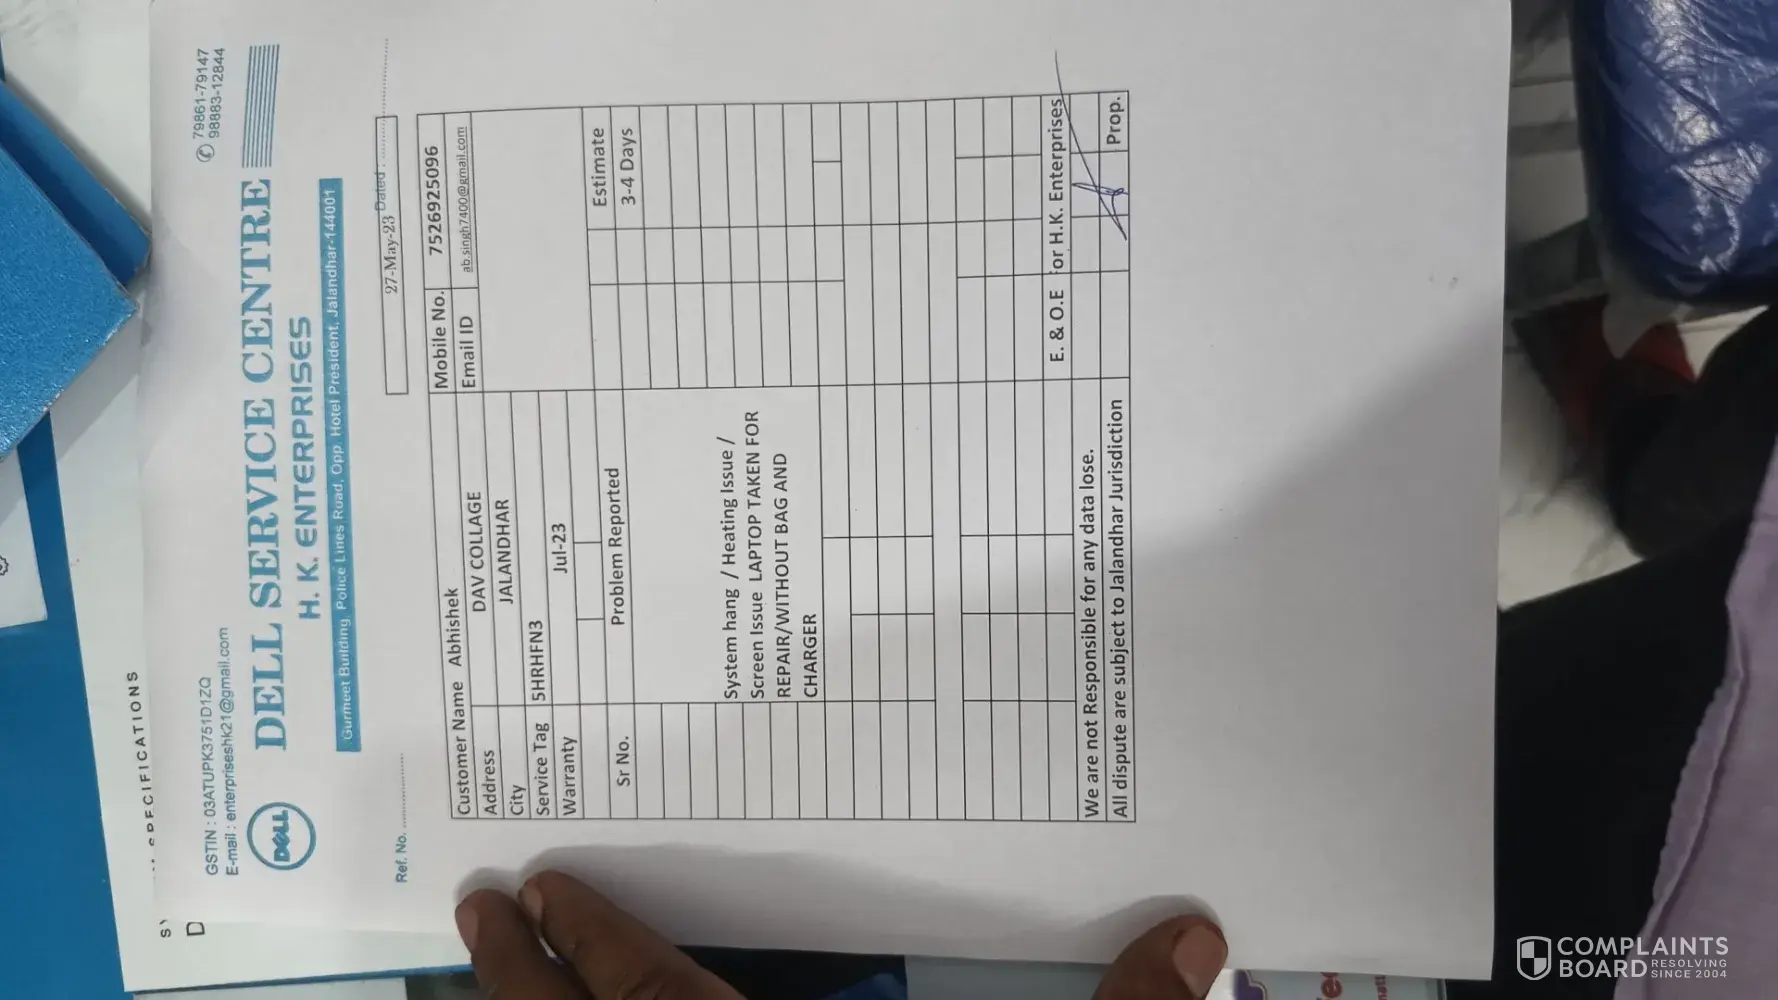 SPECIFICATIONS
D
GSTIN : 03ATUPK3751D1ZQ
E-mail : enterpriseshk21@gmail.com
79861-79147
98883-12844
DELL
DELL SERVICE CENTRE
H. K. ENTERPRISES
Gurmeet Building, Police Lines Road, Opp. Hotel President, Jalandhar-144001
Ref. No. ....................
27-May-23 Dated : ....................
Customer Name Abhishek Mobile No. 7526925096
Address DAV COLLAGE Email ID ab.singh7400@gmail.com
City JALANDHAR
Service Tag 5HRHFN3
Warranty Jul-23
Sr No. Problem Reported Estimate
3-4 Days
System hang / Heating Issue /
Screen Issue LAPTOP TAKEN FOR
REPAIR/WITHOUT BAG AND
CHARGER
E. & O.E for H.K. Enterprises
We are not Responsible for any data lose.
All dispute are subject to Jalandhar Jurisdiction Prop.
COMPLAINTS
BOARD RESOLVING
SINCE 2004